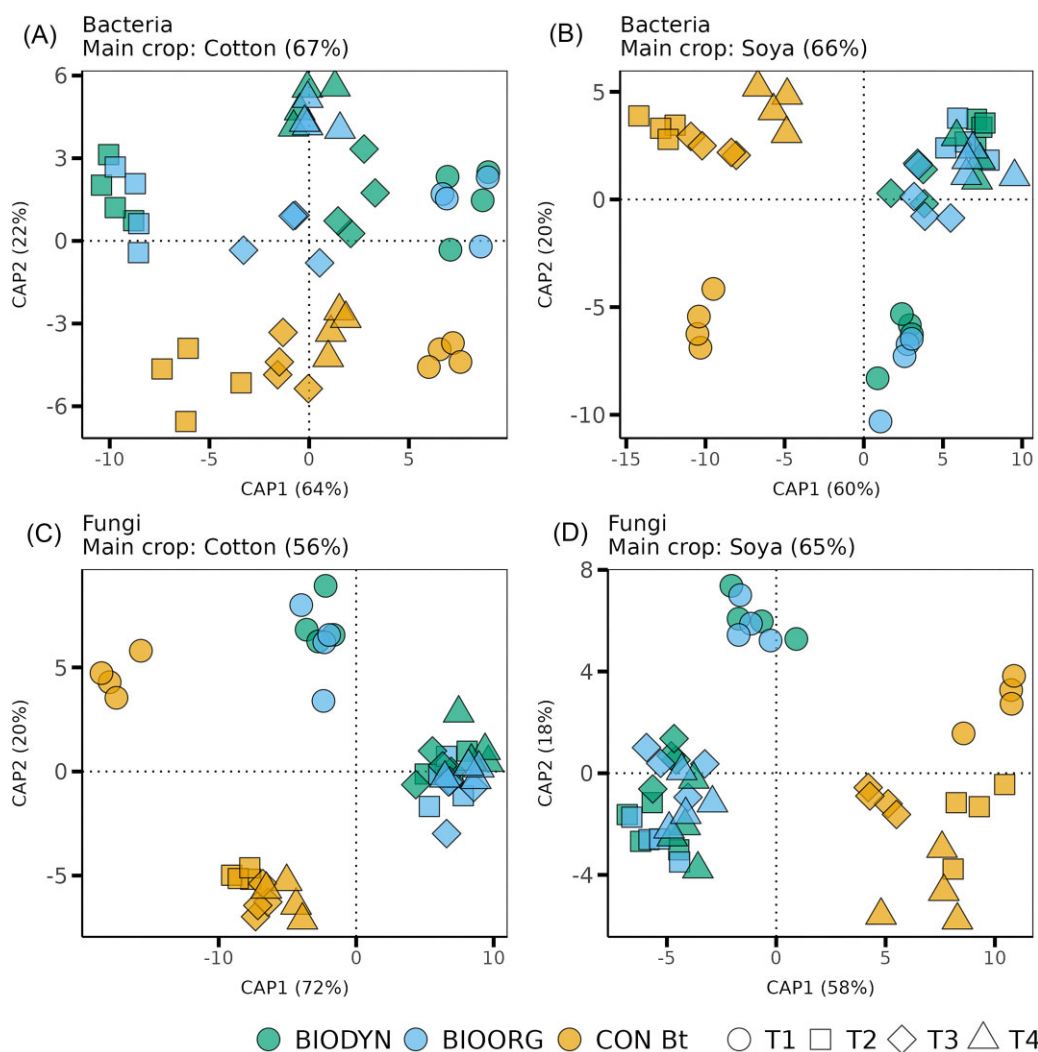 (A) Bacteria
Main crop: Cotton (67%)
6
3
0
-3
-6
CAP2 (22%)
-10 -5 0 5
CAP1 (64%)
(B) Bacteria
Main crop: Soya (66%)
5
0
-5
-10
CAP2 (20%)
-15 -10 -5 0 5 10
CAP1 (60%)
(C) Fungi
Main crop: Cotton (56%)
5
0
-5
CAP2 (20%)
-10 0 10
CAP1 (72%)
(D) Fungi
Main crop: Soya (65%)
8
4
0
-4
CAP2 (18%)
-5 0 5 10
CAP1 (58%)
BIODYN BIOORG CON Bt T1 T2 T3 T4